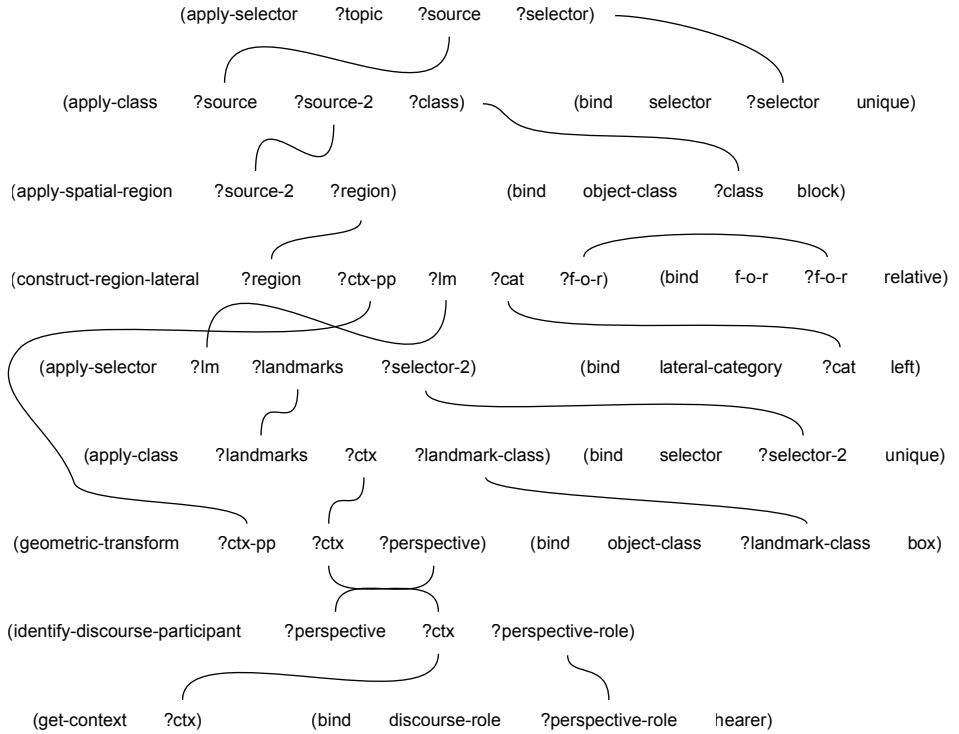 (apply-selector ?topic ?source ?selector)
(apply-class ?source ?source-2 ?class) (bind selector ?selector unique)
(apply-spatial-region ?source-2 ?region) (bind object-class ?class block)
(construct-region-lateral ?region ?ctx-pp ?lm ?cat ?f-o-r) (bind f-o-r ?f-o-r relative)
(apply-selector ?lm ?landmarks ?selector-2) (bind lateral-category ?cat left)
(apply-class ?landmarks ?ctx ?landmark-class) (bind selector ?selector-2 unique)
(geometric-transform ?ctx-pp ?ctx ?perspective) (bind object-class ?landmark-class box)
(identify-discourse-participant ?perspective ?ctx ?perspective-role)
(get-context ?ctx) (bind discourse-role ?perspective-role hearer)